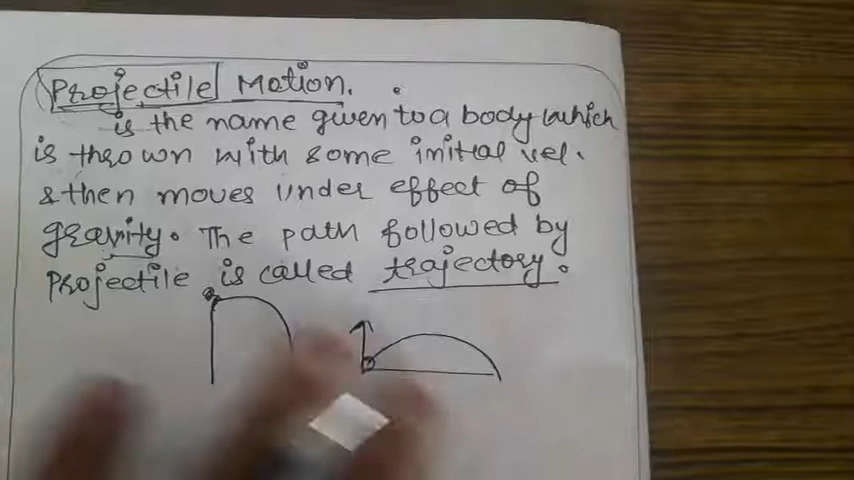 Projectile Motion.
is the name given to a body which
is thrown with some initial vel.
& then moves under effect of
gravity. The path followed by
Projectile is called trajectory.